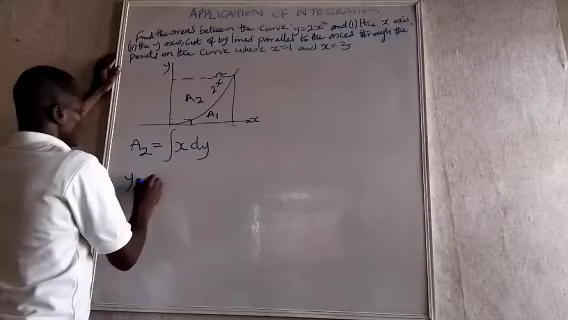 APPLICATION OF INTEGRATION
Find the areas between the curve y=2x² and (i) the x axis,
(ii) the y axis, cut off by lines parallel to the axes through the
points on the curve where x=1 and x=3
y
A₂
A₁
x
A₂ = ∫x dy
y